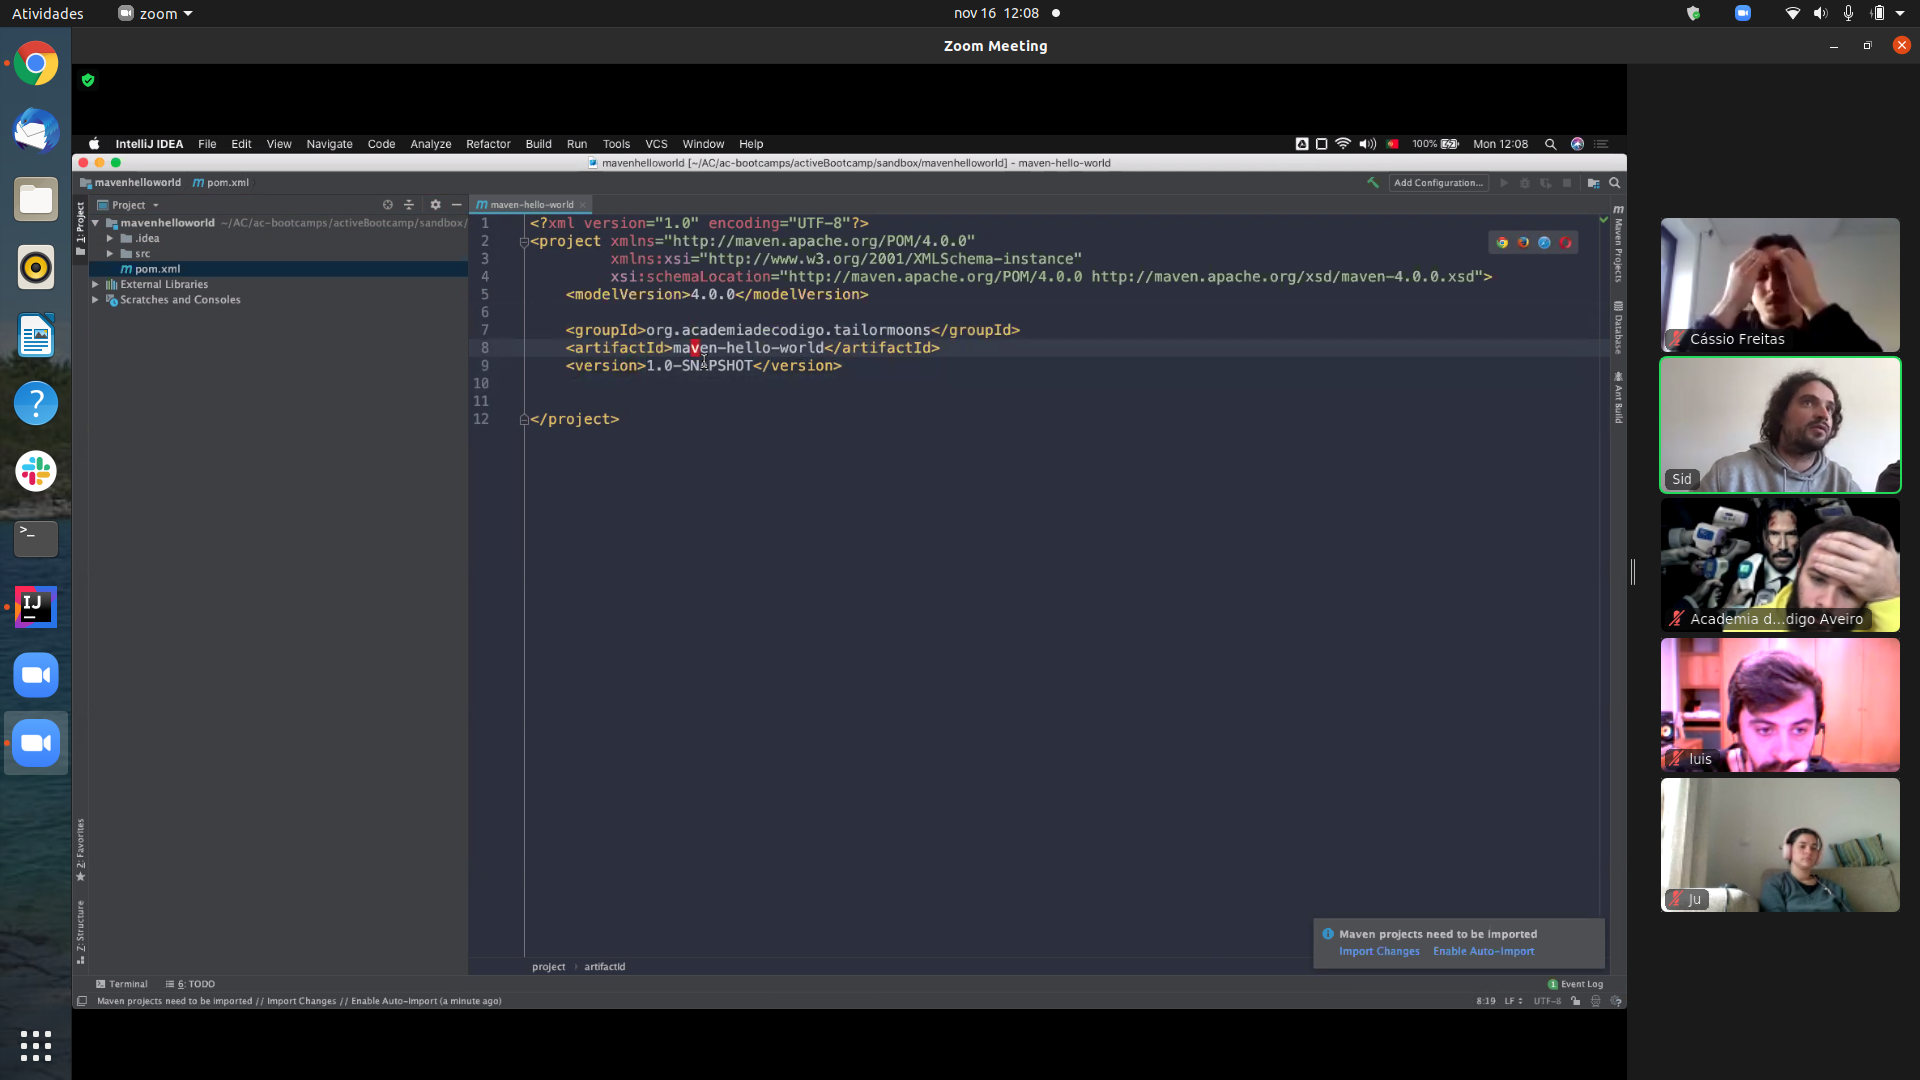 Atividades
zoom
nov 16 12:08
Zoom Meeting
IntelliJ IDEA File Edit View Navigate Code Analyze Refactor Build Run Tools VCS Window Help
100%
Mon 12:08
mavenhelloworld [~/AC/ac-bootcamps/activeBootcamp/sandbox/mavenhelloworld] - maven-hello-world
mavenhelloworld
pom.xml
Add Configuration...
Project
maven-hello-world
1: Project
mavenhelloworld ~/AC/ac-bootcamps/activeBootcamp/sandbox/
.idea
src
pom.xml
External Libraries
Scratches and Consoles
1 <?xml version="1.0" encoding="UTF-8"?>
2 <project xmlns="http://maven.apache.org/POM/4.0.0"
3 xmlns:xsi="http://www.w3.org/2001/XMLSchema-instance"
4 xsi:schemaLocation="http://maven.apache.org/POM/4.0.0 http://maven.apache.org/xsd/maven-4.0.0.xsd">
5 <modelVersion>4.0.0</modelVersion>
6
7 <groupId>org.academiadecodigo.tailormoons</groupId>
8 <artifactId>maven-hello-world</artifactId>
9 <version>1.0-SNAPSHOT</version>
10
11
12 </project>
Maven Projects
Database
Ant Build
2: Favorites
Z: Structure
Maven projects need to be imported
Import Changes Enable Auto-Import
project
artifactId
Terminal
6: TODO
1 Event Log
Maven projects need to be imported // Import Changes // Enable Auto-Import (a minute ago)
8:19
LF
UTF-8
IJ
Cássio Freitas
Sid
Academia d...digo Aveiro
luis
Ju